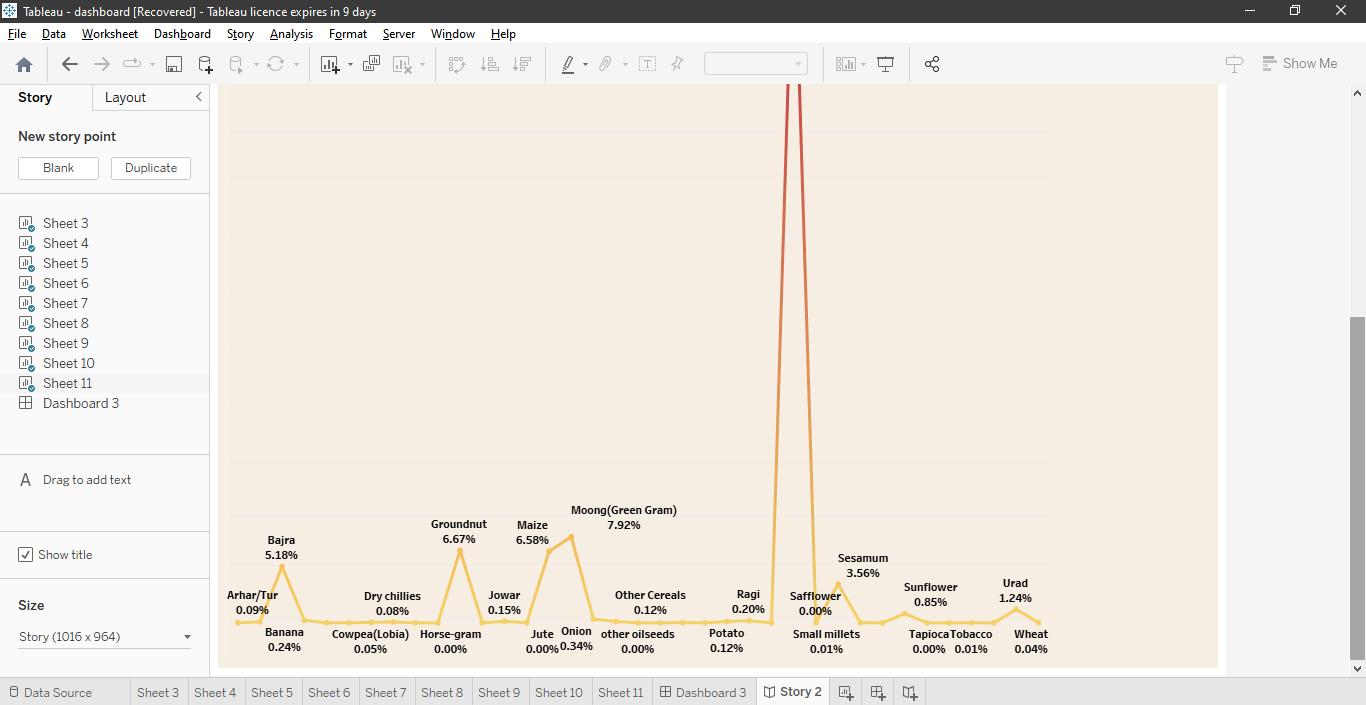 Tableau - dashboard [Recovered] - Tableau licence expires in 9 days
File Data Worksheet Dashboard Story Analysis Format Server Window Help
Show Me
Story Layout
New story point
Blank Duplicate
Sheet 3
Sheet 4
Sheet 5
Sheet 6
Sheet 7
Sheet 8
Sheet 9
Sheet 10
Sheet 11
Dashboard 3
A Drag to add text
Show title
Size
Story (1016 x 964)
Moong(Green Gram)
7.92%
Groundnut
6.67%
Maize
6.58%
Bajra
5.18%
Sesamum
3.56%
Urad
1.24%
Sunflower
0.85%
Arhar/Tur
0.09%
Dry chillies
0.08%
Jowar
0.15%
Other Cereals
0.12%
Ragi
0.20%
Safflower
0.00%
Banana
0.24%
Cowpea(Lobia)
0.05%
Horse-gram
0.00%
Jute
0.00%
Onion
0.34%
other oilseeds
0.00%
Potato
0.12%
Small millets
0.01%
Tapioca
0.00%
Tobacco
0.01%
Wheat
0.04%
Data Source Sheet 3 Sheet 4 Sheet 5 Sheet 6 Sheet 7 Sheet 8 Sheet 9 Sheet 10 Sheet 11 Dashboard 3 Story 2